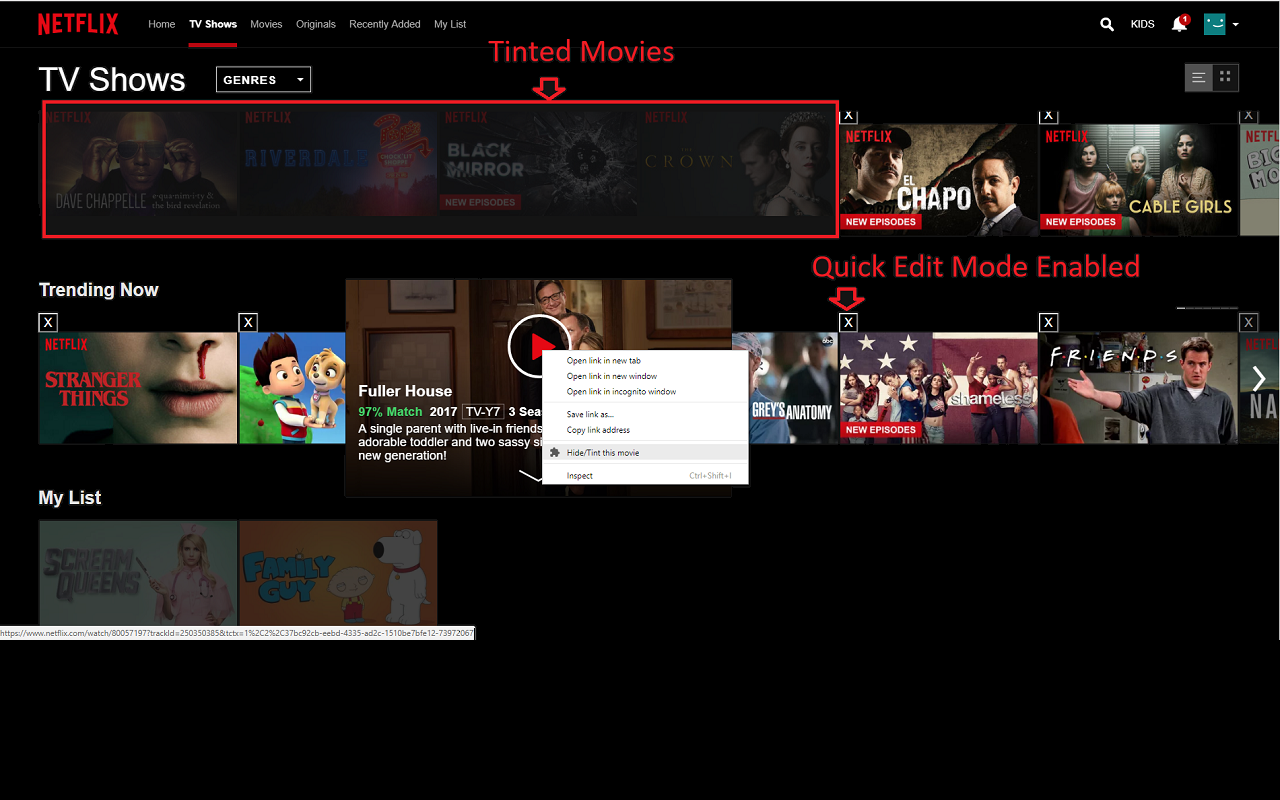 NETFLIX Home TV Shows Movies Originals Recently Added My List KIDS 1
Tinted Movies
TV Shows GENRES
X X X
NETFLIX NETFLIX NETFLIX NETFLIX NETFLIX NETFLIX
DAVE CHAPPELLE
equanimity &
the bird revelation
RIVERDALE
BLACK
MIRROR
NEW EPISODES
THE
CROWN
EL
CHAPO
NEW EPISODES
CABLE GIRLS
NEW EPISODES
BIG
MO
Quick Edit Mode Enabled
Trending Now
X X X X X
NETFLIX
STRANGER
THINGS
Fuller House
97% Match 2017 TV-Y7 3 Seas
A single parent with live-in friends
adorable toddler and two sassy si
new generation!
Open link in new tab
Open link in new window
Open link in incognito window
Save link as...
Copy link address
Hide/Tint this movie
Inspect Ctrl+Shift+I
abc
GREY'S ANATOMY
shameless
NEW EPISODES
F·R·I·E·N·D·S
NA
My List
SCREAM
QUEENS
FAMILY
GUY
https://www.netflix.com/watch/80057197?trackId=250350385&tctx=1%2C2%2C37bc92cb-eebd-4335-ad2c-1510be7bfe12-73972067